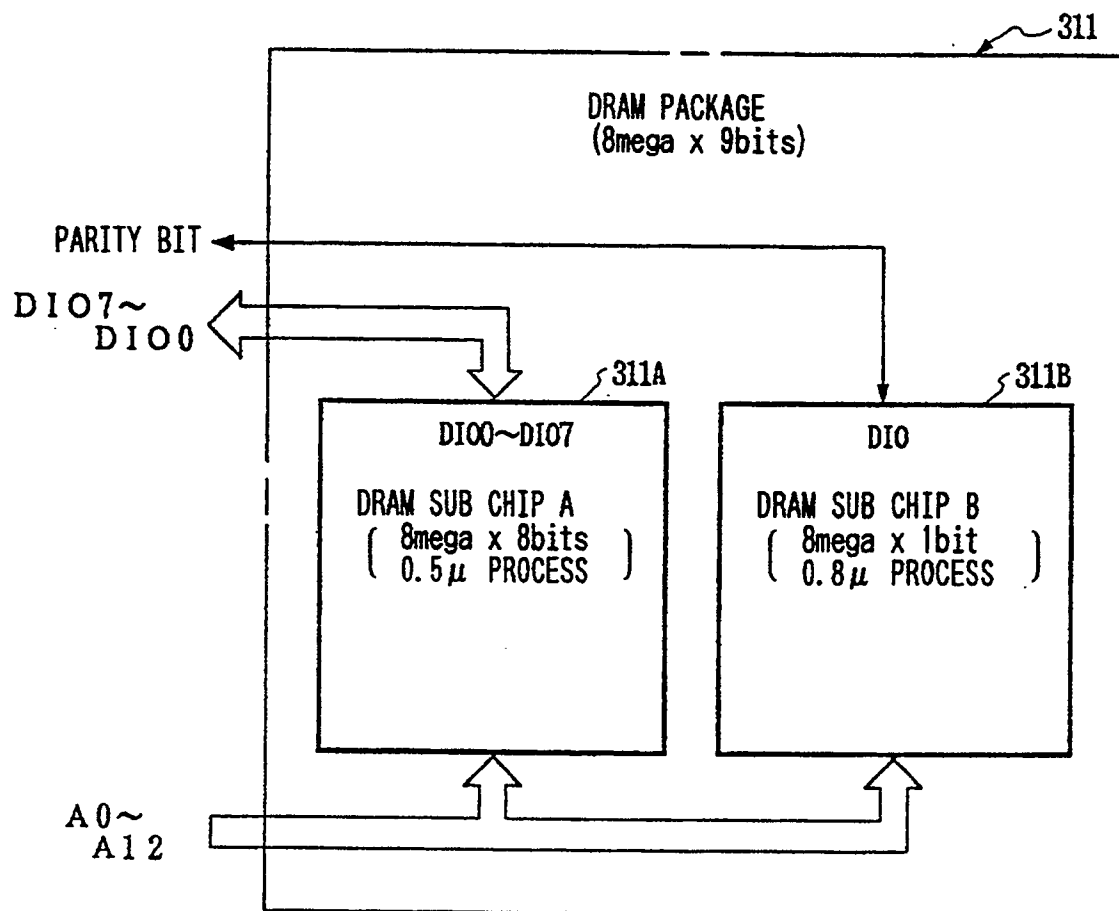 311
DRAM PACKAGE
(8mega x 9bits)
PARITY BIT
DIO7~
DIO0
311A
311B
DIO0~DIO7
DIO
DRAM SUB CHIP A
( 8mega x 8bits
0.5μ PROCESS )
DRAM SUB CHIP B
( 8mega x 1bit
0.8μ PROCESS )
A0~
A12